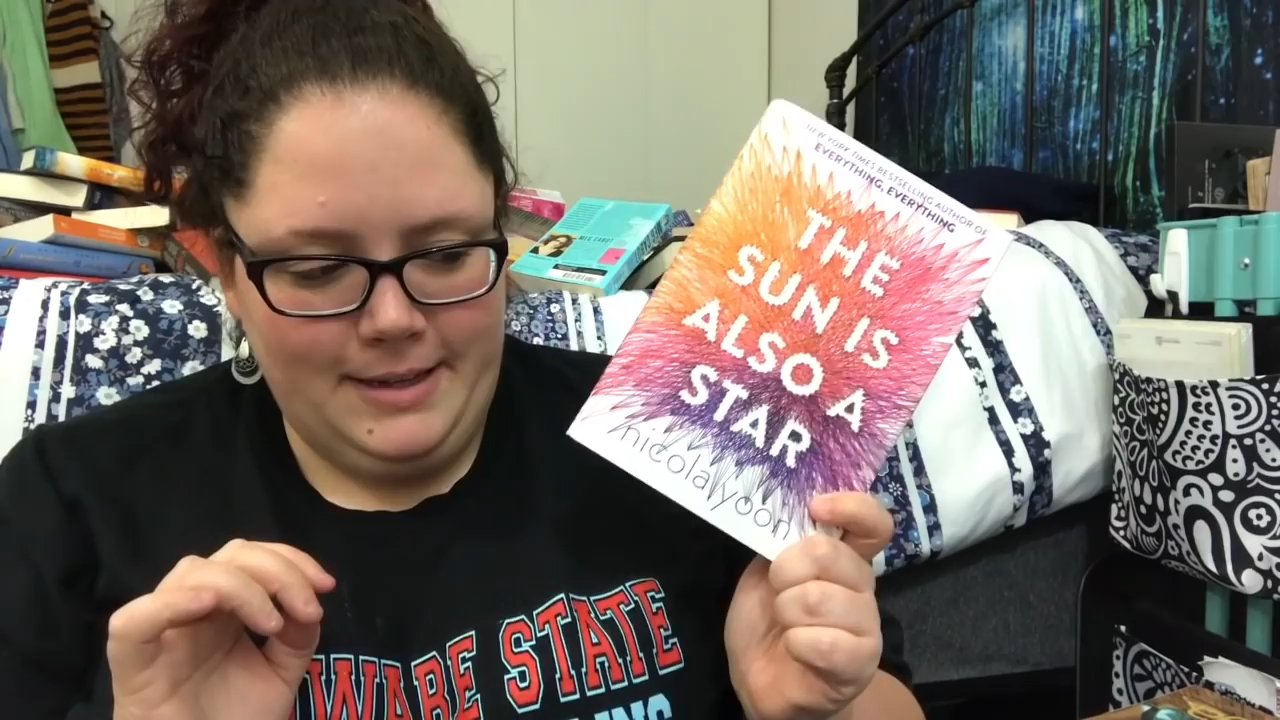 NEW YORK TIMES BESTSELLING AUTHOR OF
EVERYTHING, EVERYTHING
THE
SUN IS
ALSO A
STAR
nicola yoon
MEG CABOT
WARE STATE